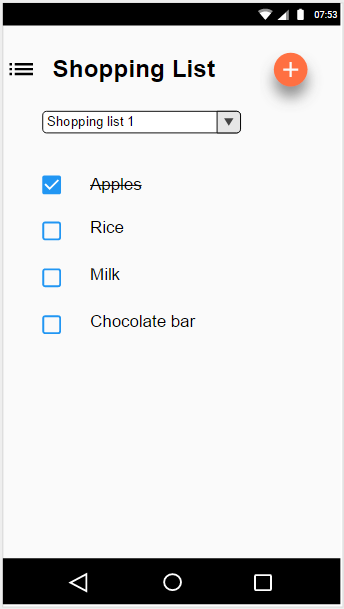 07:53
Shopping List
Shopping list 1
Apples
Rice
Milk
Chocolate bar